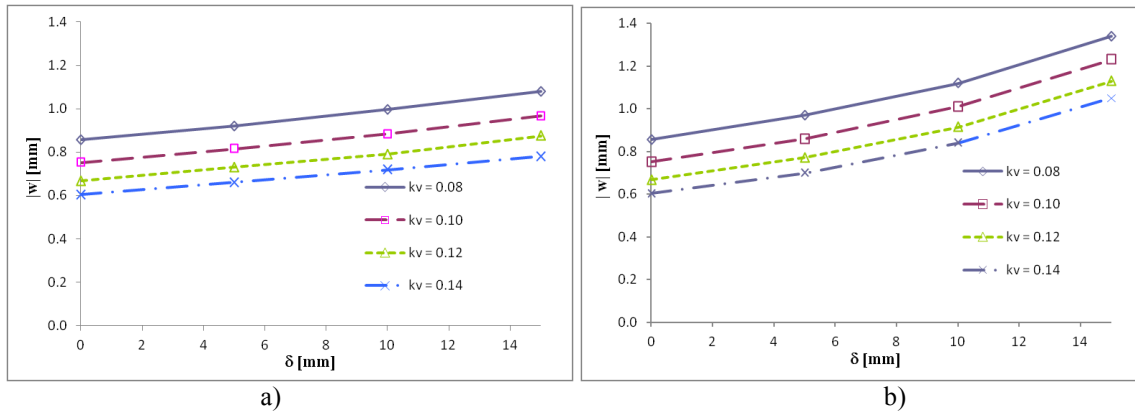 1.4
1.2
1.0
0.8
0.6
0.4
0.2
0.0
|w| [mm]
0 2 4 6 8 10 12 14
δ [mm]
kv = 0.08
kv = 0.10
kv = 0.12
kv = 0.14
a)
1.4
1.2
1.0
0.8
0.6
0.4
0.2
0.0
| w| [mm]
0 2 4 6 8 10 12 14
δ [mm]
kv = 0.08
kv = 0.10
kv = 0.12
kv = 0.14
b)